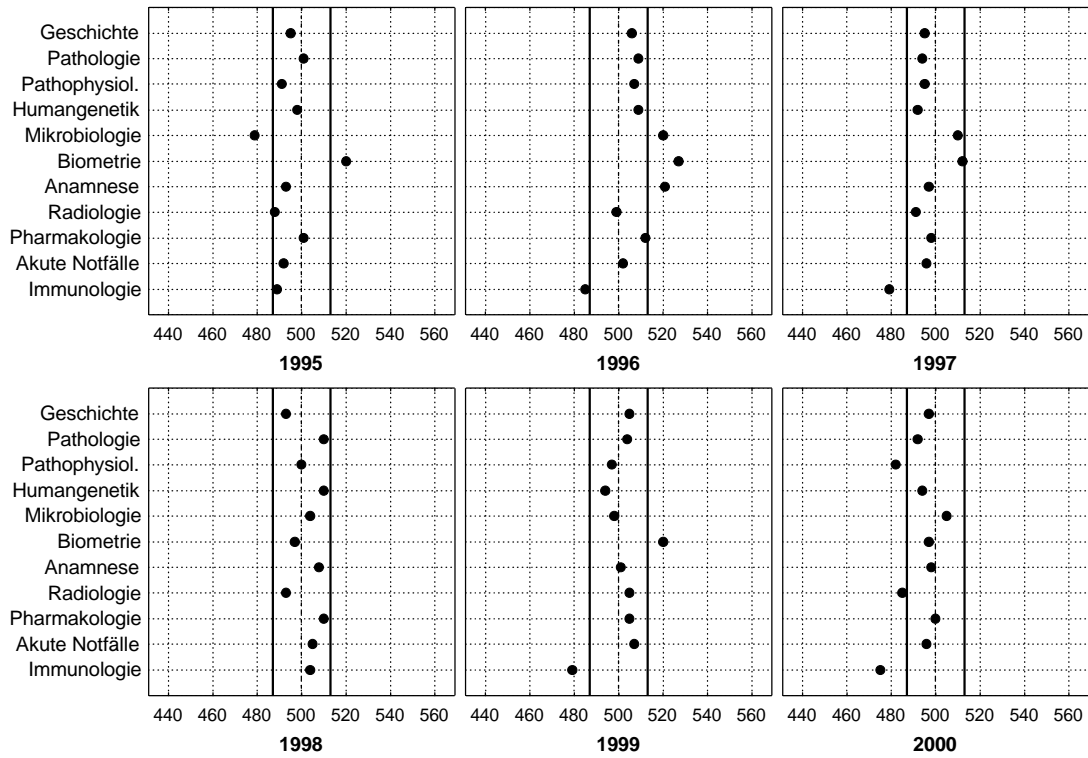 Geschichte
Pathologie
Pathophysiol.
Humangenetik
Mikrobiologie
Biometrie
Anamnese
Radiologie
Pharmakologie
Akute Notfälle
Immunologie
440 460 480 500 520 540 560 440 460 480 500 520 540 560 440 460 480 500 520 540 560
1995 1996 1997
Geschichte
Pathologie
Pathophysiol.
Humangenetik
Mikrobiologie
Biometrie
Anamnese
Radiologie
Pharmakologie
Akute Notfälle
Immunologie
440 460 480 500 520 540 560 440 460 480 500 520 540 560 440 460 480 500 520 540 560
1998 1999 2000